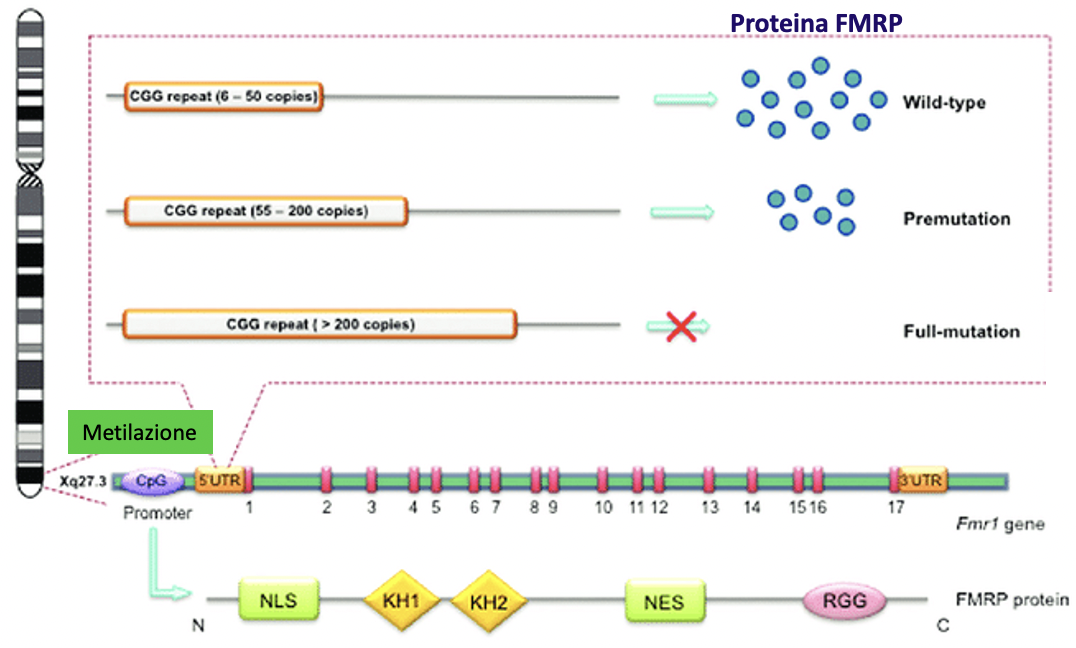 Proteina FMRP
CGG repeat (6 – 50 copies)
Wild-type
CGG repeat (55 – 200 copies)
Premutation
CGG repeat ( > 200 copies)
Full-mutation
Metilazione
Xq27.3
CpG
5'UTR
3'UTR
Promoter
1 2 3 4 5 6 7 8 9 10 11 12 13 14 15 16 17
Fmr1 gene
NLS KH1 KH2 NES RGG
FMRP protein
N C